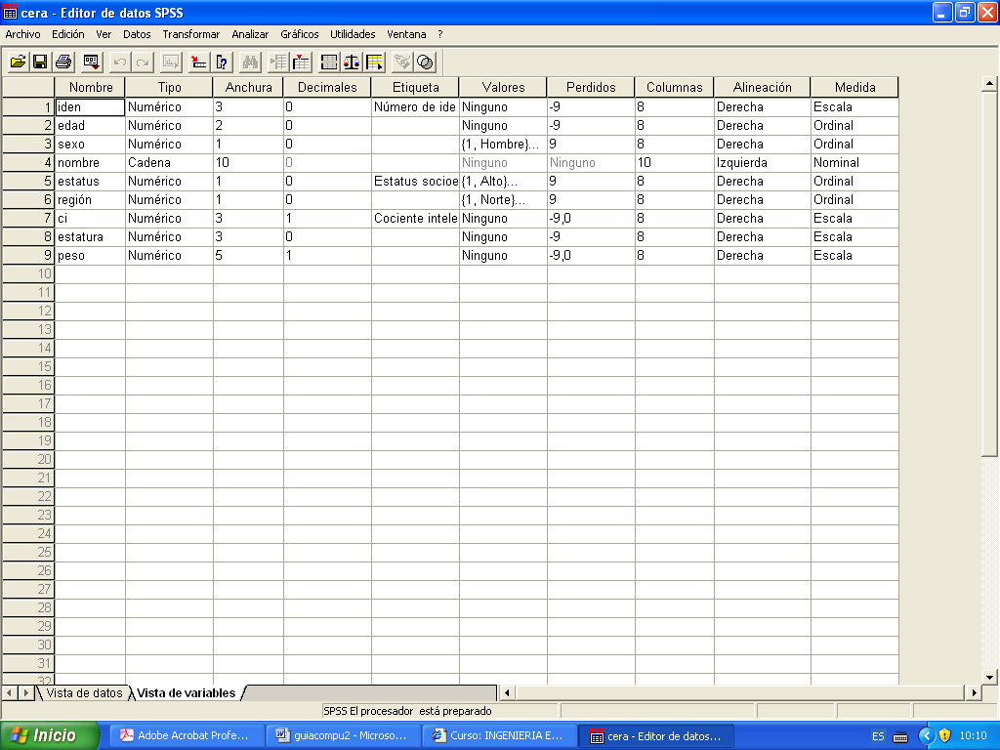 cera - Editor de datos SPSS
Archivo Edición Ver Datos Transformar Analizar Gráficos Utilidades Ventana ?
Nombre Tipo Anchura Decimales Etiqueta Valores Perdidos Columnas Alineación Medida
1 iden Numérico 3 0 Número de ide Ninguno -9 8 Derecha Escala
2 edad Numérico 2 0 Ninguno -9 8 Derecha Ordinal
3 sexo Numérico 1 0 {1, Hombre}... 9 8 Derecha Ordinal
4 nombre Cadena 10 0 Ninguno Ninguno 10 Izquierda Nominal
5 estatus Numérico 1 0 Estatus socioe {1, Alto}... 9 8 Derecha Ordinal
6 región Numérico 1 0 {1, Norte}... 9 8 Derecha Ordinal
7 ci Numérico 3 1 Cociente intele Ninguno -9,0 8 Derecha Escala
8 estatura Numérico 3 0 Ninguno -9 8 Derecha Escala
9 peso Numérico 5 1 Ninguno -9,0 8 Derecha Escala
10
11
12
13
14
15
16
17
18
19
20
21
22
23
24
25
26
27
28
29
30
31
32
Vista de datos Vista de variables
SPSS El procesador está preparado
Inicio Adobe Acrobat Profe... guiacompu2 - Microso... Curso: INGENIERIA E... cera - Editor de datos... ES 10:10